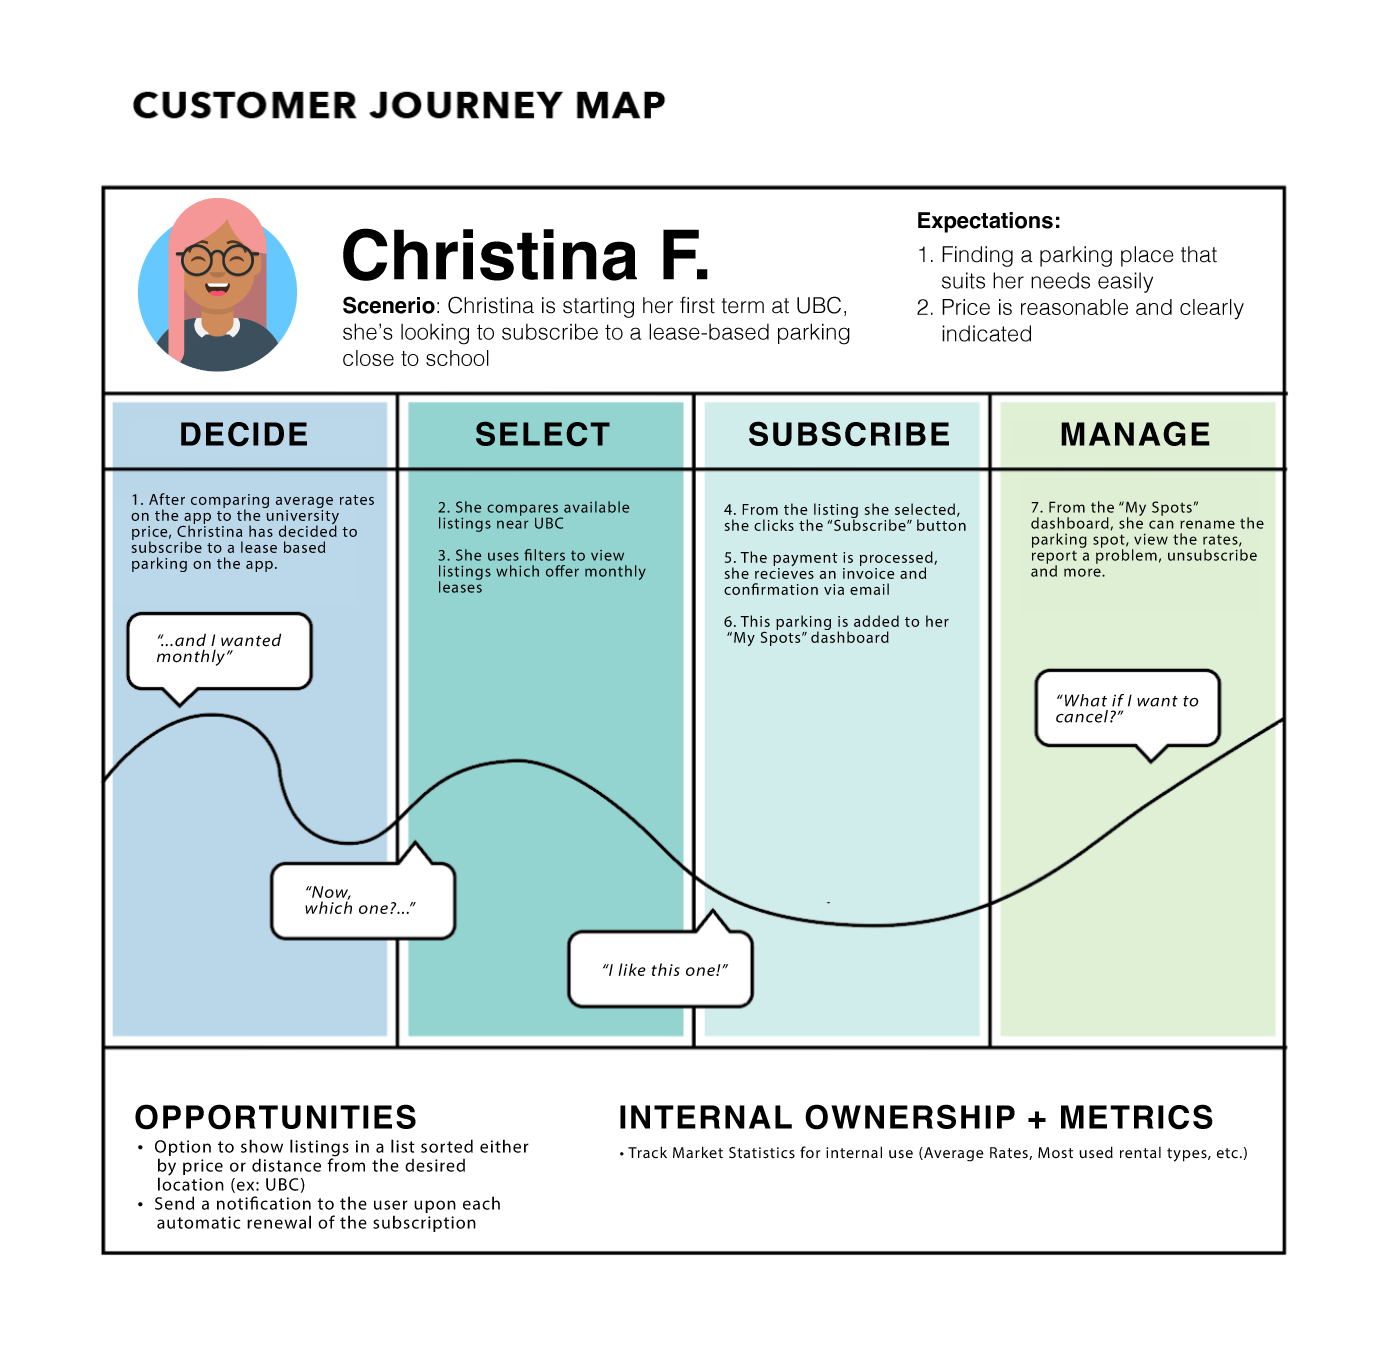 CUSTOMER JOURNEY MAP
Christina F.
Scenerio: Christina is starting her first term at UBC,
she's looking to subscribe to a lease-based parking
close to school
Expectations:
1. Finding a parking place that
suits her needs easily
2. Price is reasonable and clearly
indicated
DECIDE
1. After comparing average rates
on the app to the university
price, Christina has decided to
subscribe to a lease based
parking on the app.
"...and I wanted
monthly"
"Now,
which one?..."
SELECT
2. She compares available
listings near UBC
3. She uses filters to view
listings which offer monthly
leases
"I like this one!"
SUBSCRIBE
4. From the listing she selected,
she clicks the "Subscribe" button
5. The payment is processed,
she recieves an invoice and
confirmation via email
6. This parking is added to her
"My Spots" dashboard
MANAGE
7. From the "My Spots"
dashboard, she can rename the
parking spot, view the rates,
report a problem, unsubscribe
and more.
"What if I want to
cancel?"
OPPORTUNITIES
• Option to show listings in a list sorted either
by price or distance from the desired
location (ex: UBC)
• Send a notification to the user upon each
automatic renewal of the subscription
INTERNAL OWNERSHIP + METRICS
• Track Market Statistics for internal use (Average Rates, Most used rental types, etc.)